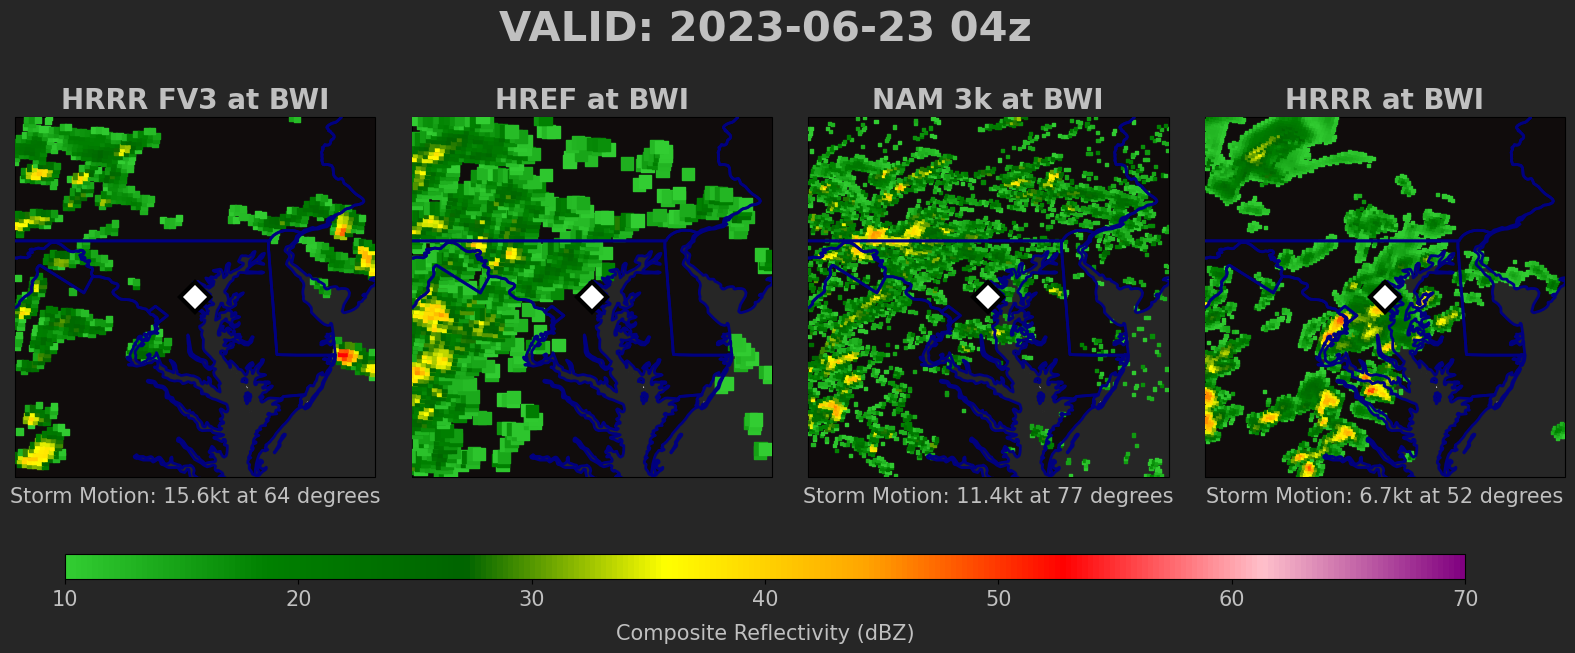 VALID: 2023-06-23 04z
HRRR FV3 at BWI
HREF at BWI
NAM 3k at BWI
HRRR at BWI
Storm Motion: 15.6kt at 64 degrees
Storm Motion: 11.4kt at 77 degrees
Storm Motion: 6.7kt at 52 degrees
10 20 30 40 50 60 70
Composite Reflectivity (dBZ)